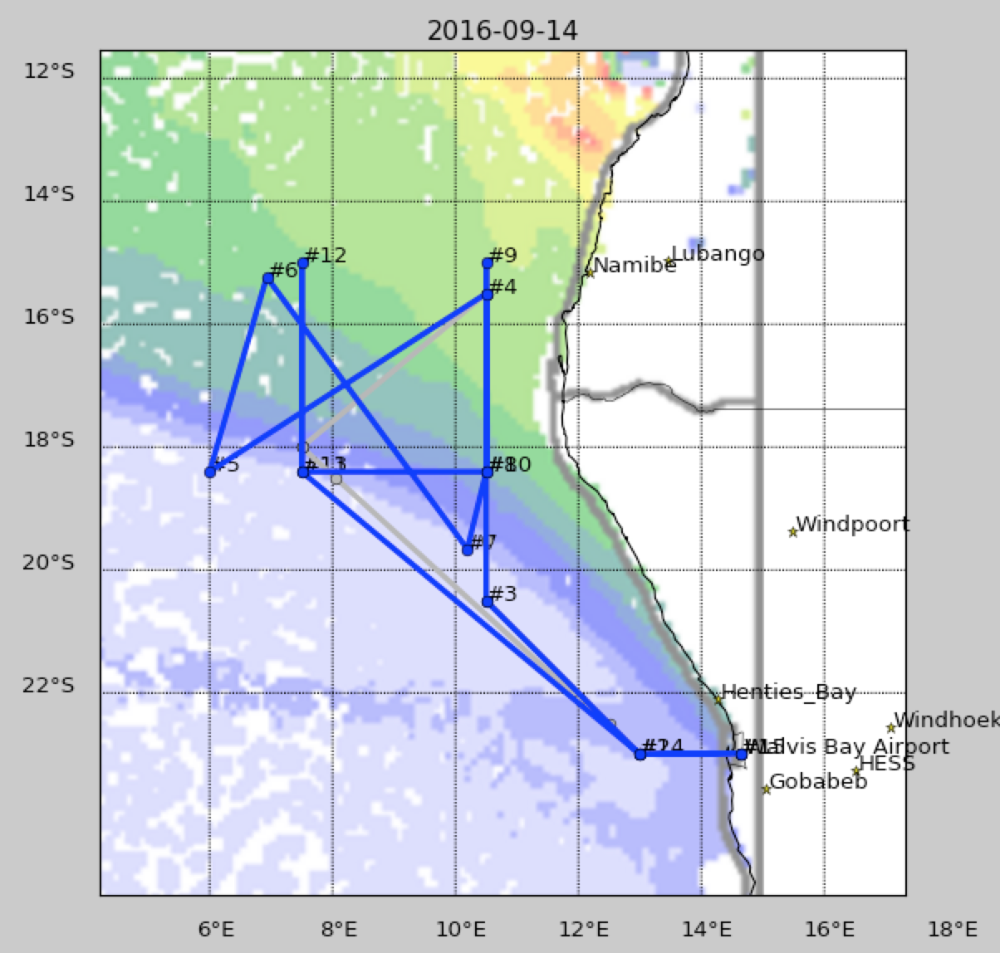 2016-09-14
12°S
14°S
#12
#9
Lubango
#6
Namibe
#4
16°S
18°S
#5
Windpoort
#7
20°S
#3
22°S
Henties_Bay
Windhoek
Walvis Bay Airport
HESS
Gobabeb
6°E
8°E
10°E
12°E
14°E
16°E
18°E